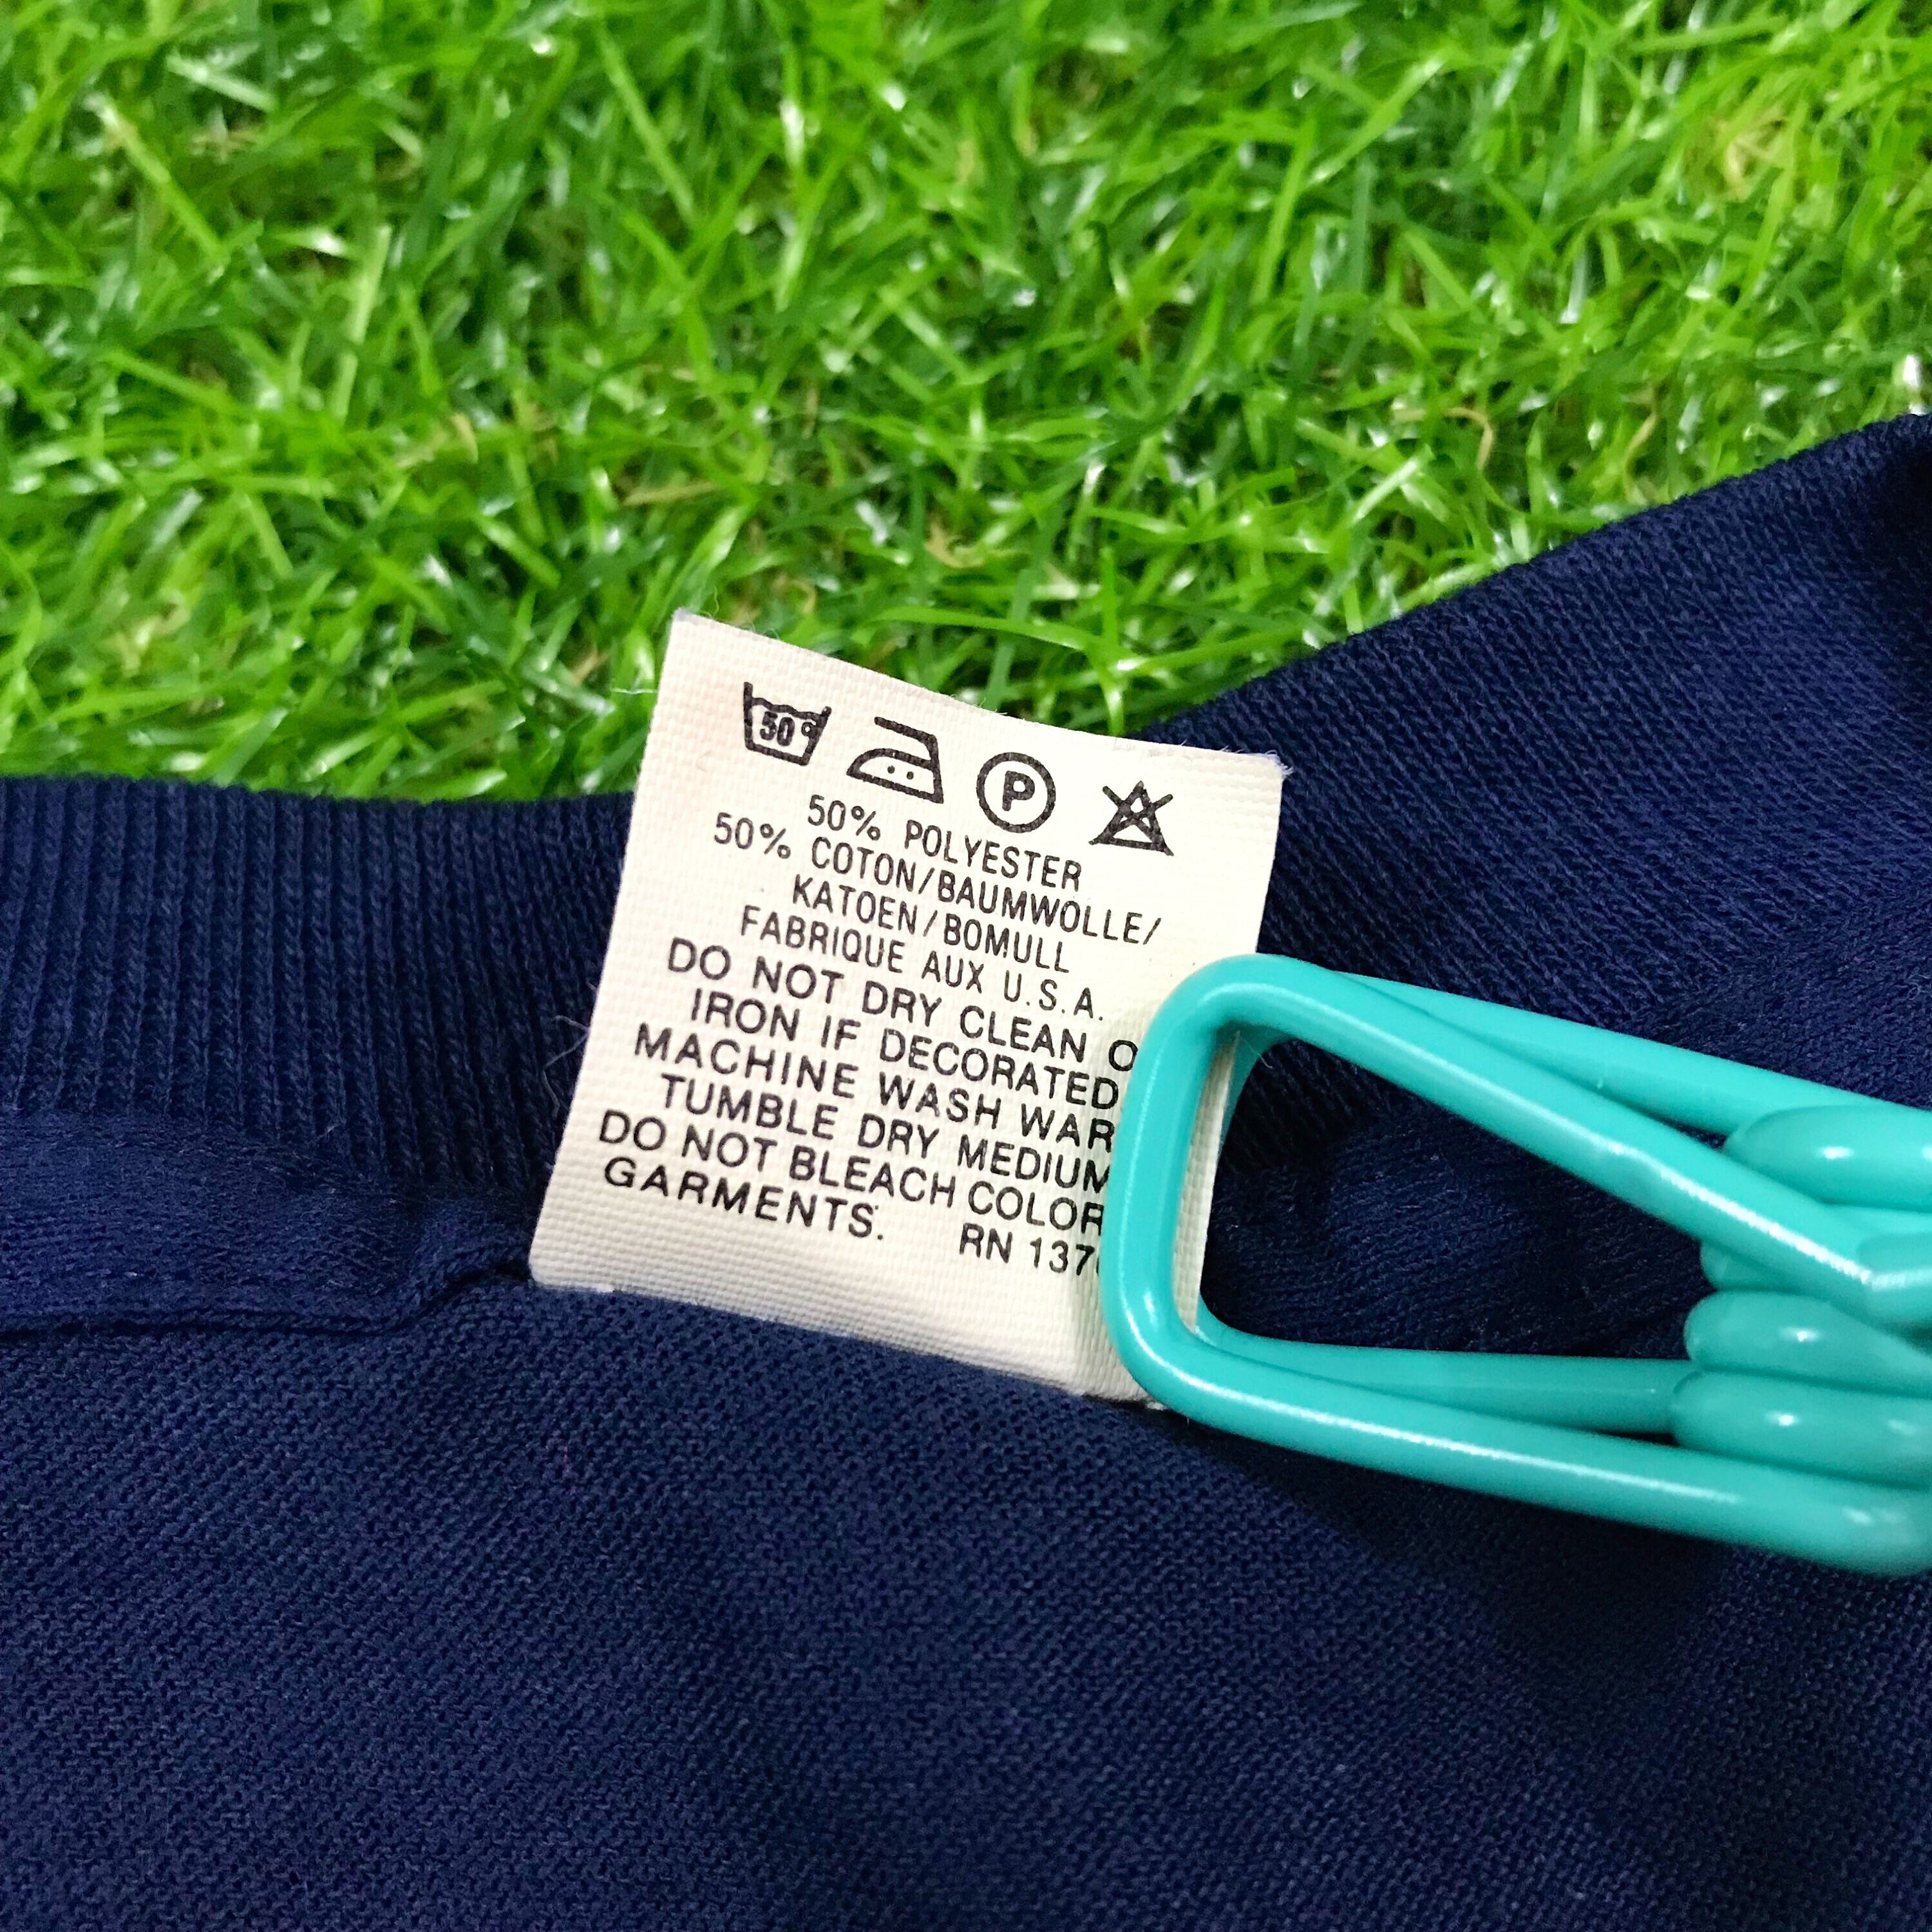 50°
P
50% POLYESTER
50% COTON/BAUMWOLLE/
KATOEN/BOMULL
FABRIQUE AUX U.S.A.
DO NOT DRY CLEAN
IRON IF DECORATED
MACHINE WASH
TUMBLE DRY MEDIUM
DO NOT BLEACH
GARMENTS. RN